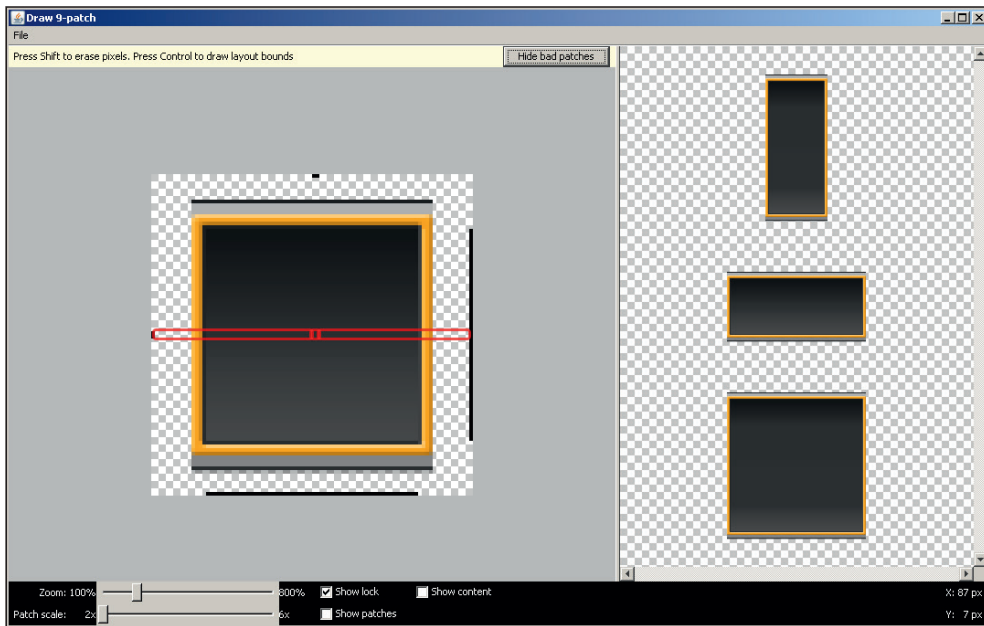 Draw 9-patch
File
Press Shift to erase pixels. Press Control to draw layout bounds
Hide bad patches
Zoom: 100% 800% Show lock Show content X: 87 px
Patch scale: 2x 6x Show patches Y: 7 px